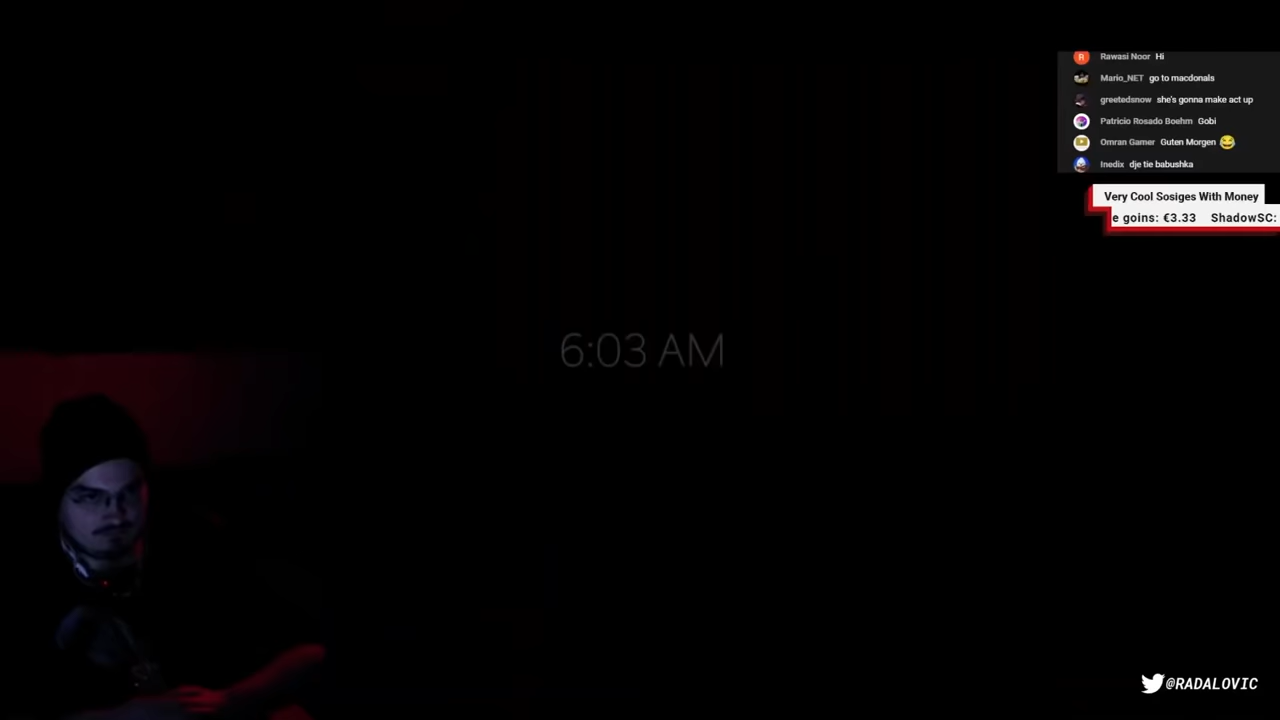 Rawasi Noor Hi
Mario_NET go to macdonals
greetedsnow she's gonna make act up
Patricio Rosado Boehm Gobi
Omran Gamer Guten Morgen 😂
Inedix dje tie babushka
Very Cool Sosiges With Money
e goins: €3.33 ShadowSC:
6:03 AM
@RADALOVIC